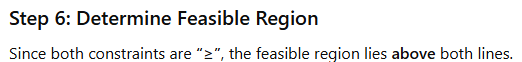 Step 6: Determine Feasible Region
Since both constraints are “≥”, the feasible region lies above both lines.